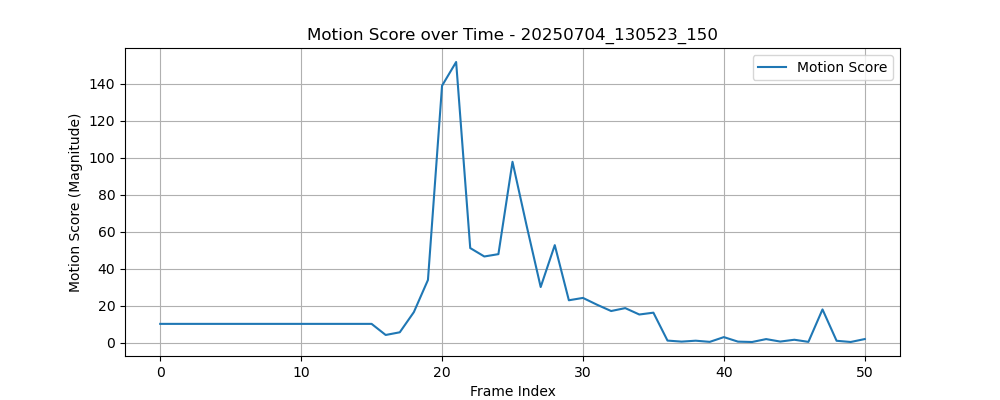 Motion Score over Time - 20250704_130523_150
Motion Score
Motion Score (Magnitude)
140
120
100
80
60
40
20
0
0 10 20 30 40 50
Frame Index